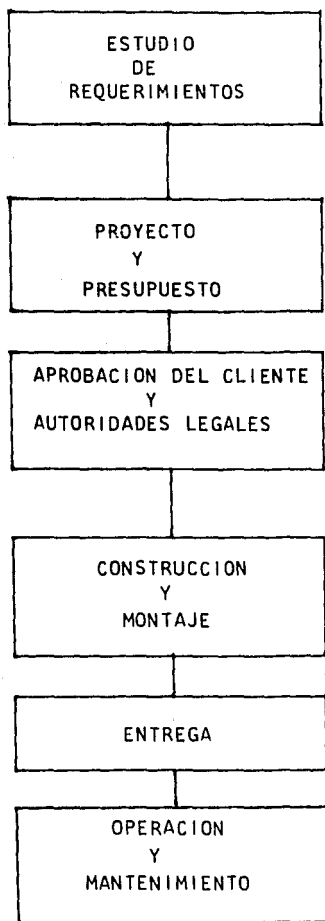 ESTUDIO
DE
REQUERIMIENTOS
PROYECTO
Y
PRESUPUESTO
APROBACION DEL CLIENTE
Y
AUTORIDADES LEGALES
CONSTRUCCION
Y
MONTAJE
ENTREGA
OPERACION
Y
MANTENIMIENTO